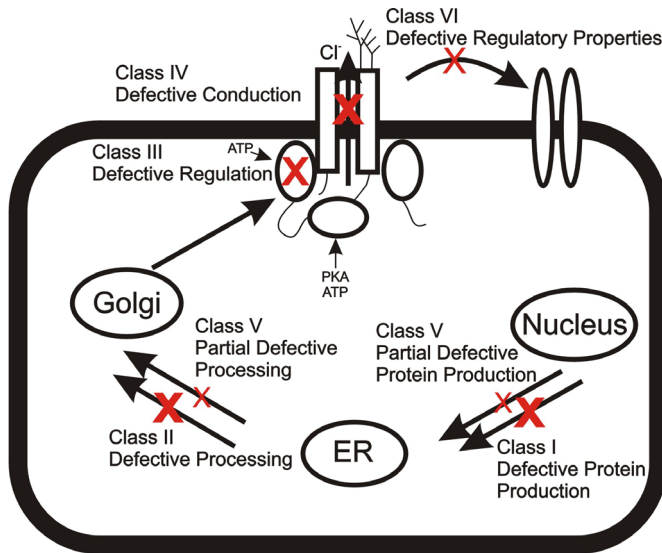 Class VI
Defective Regulatory Properties
Cl-
Class IV
Defective Conduction
Class III
Defective Regulation
ATP
PKA
ATP
Golgi
Nucleus
Class V
Partial Defective
Processing
Class V
Partial Defective
Protein Production
Class II
Defective Processing
ER
Class I
Defective Protein
Production